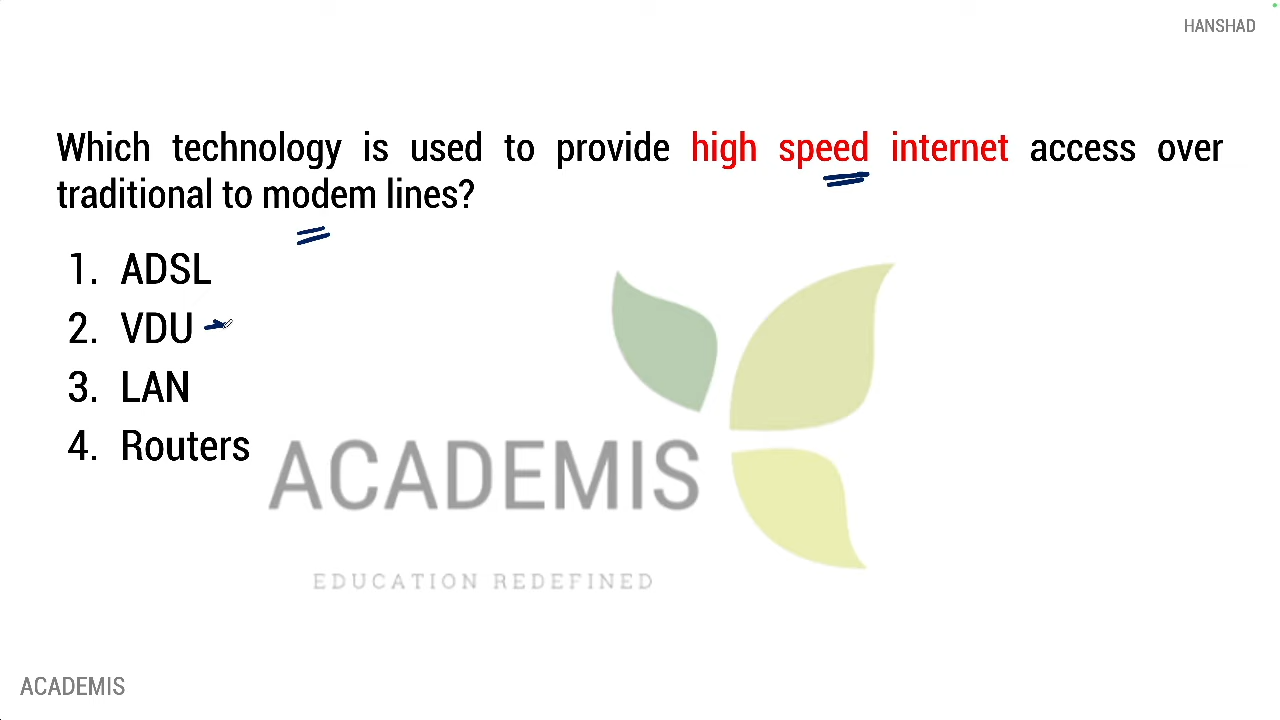 HANSHAD
Which technology is used to provide high speed internet access over
traditional to modem lines?
1. ADSL
2. VDU
3. LAN
4. Routers
ACADEMIS
EDUCATION REDEFINED
ACADEMIS